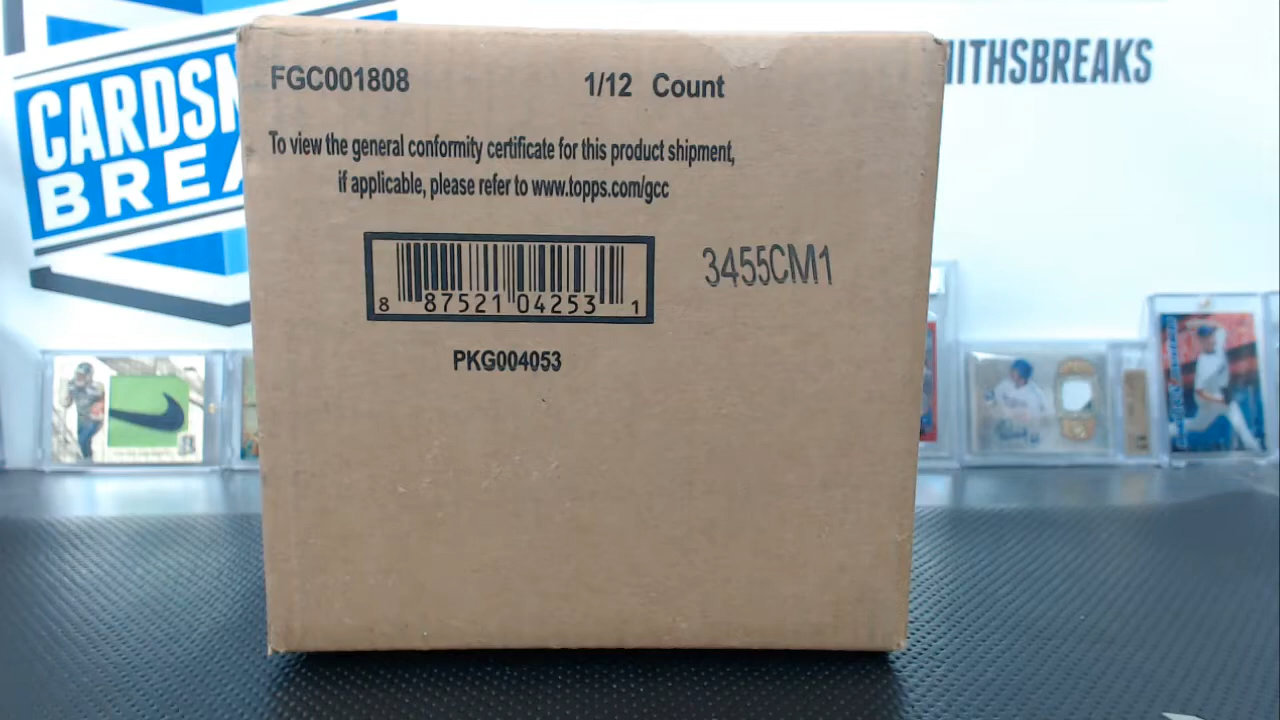 CARDSM
BREA
ITHSBREAKS
FGC001808
1/12 Count
To view the general conformity certificate for this product shipment,
if applicable, please refer to www.topps.com/gcc
8 87521 04253 1
3455CM1
PKG004053